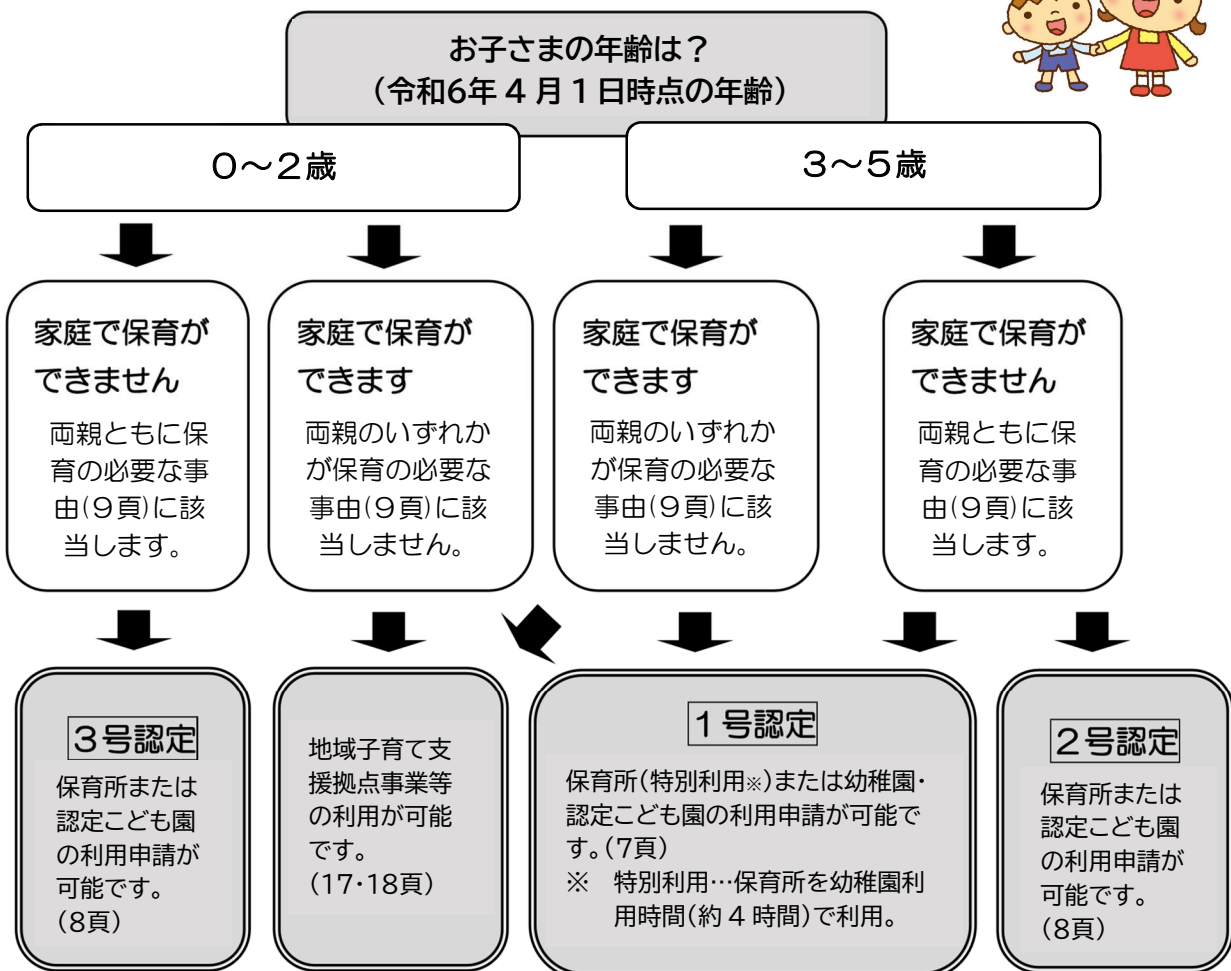 お子さまの年齢は？
（令和6年４月１日時点の年齢）
０～２歳
３～５歳
家庭で保育が
できません
両親ともに保
育の必要な事
由(９頁)に該
当します。
家庭で保育が
できます
両親のいずれか
が保育の必要な
事由(９頁)に該
当しません。
家庭で保育が
できます
両親のいずれか
が保育の必要な
事由(９頁)に該
当しません。
家庭で保育が
できません
両親ともに保
育の必要な事
由(９頁)に該
当します。
３号認定
保育所または
認定こども園
の利用申請が
可能です。
(8頁)
地域子育て支
援拠点事業等
の利用が可能
です。
(17・18頁)
１号認定
保育所(特別利用※)または幼稚園・
認定こども園の利用申請が可能で
す。(7頁)
※　特別利用…保育所を幼稚園利
用時間(約４時間)で利用。
２号認定
保育所または
認定こども園
の利用申請が
可能です。
(8頁)